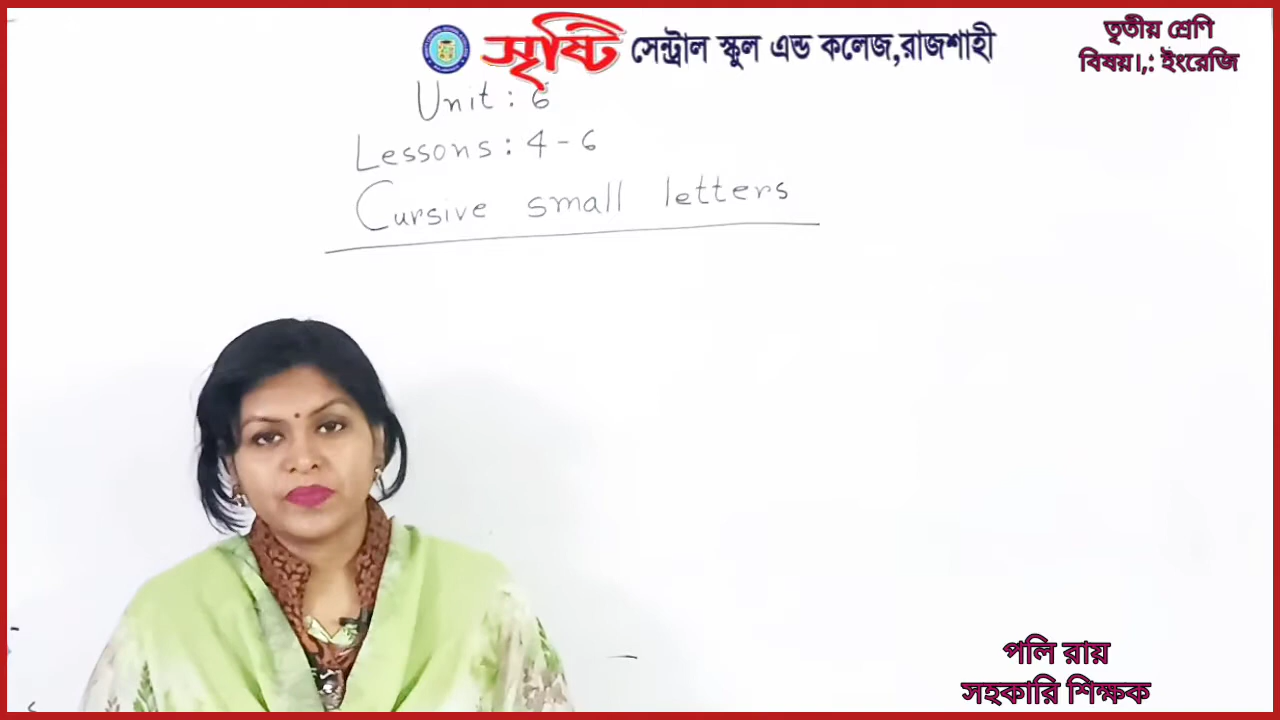 সৃষ্টি সেন্ট্রাল স্কুল এন্ড কলেজ,রাজশাহী
তৃতীয় শ্রেণি
বিষয়।,: ইংরেজি
Unit : 6
Lessons : 4 - 6
Cursive small letters
পলি রায়
সহকারি শিক্ষক